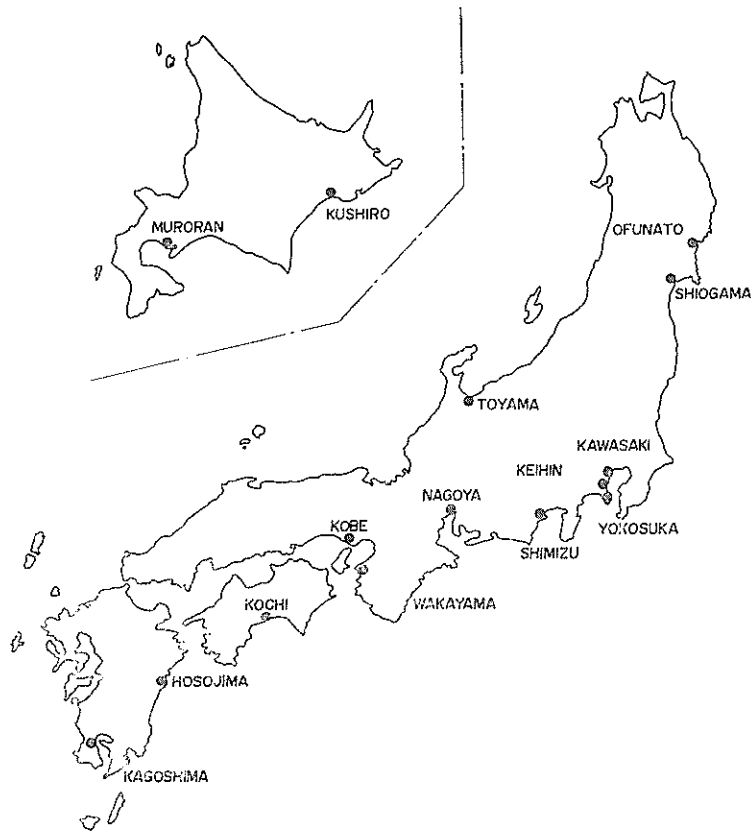 MURORAN
KUSHIRO
OFUNATO
SHIOGAMA
TOYAMA
KAWASAKI
KEIHIN
NAGOYA
YOKOSUKA
KOBE
SHIMIZU
WAKAYAMA
KOCHI
HOSOJIMA
KAGOSHIMA